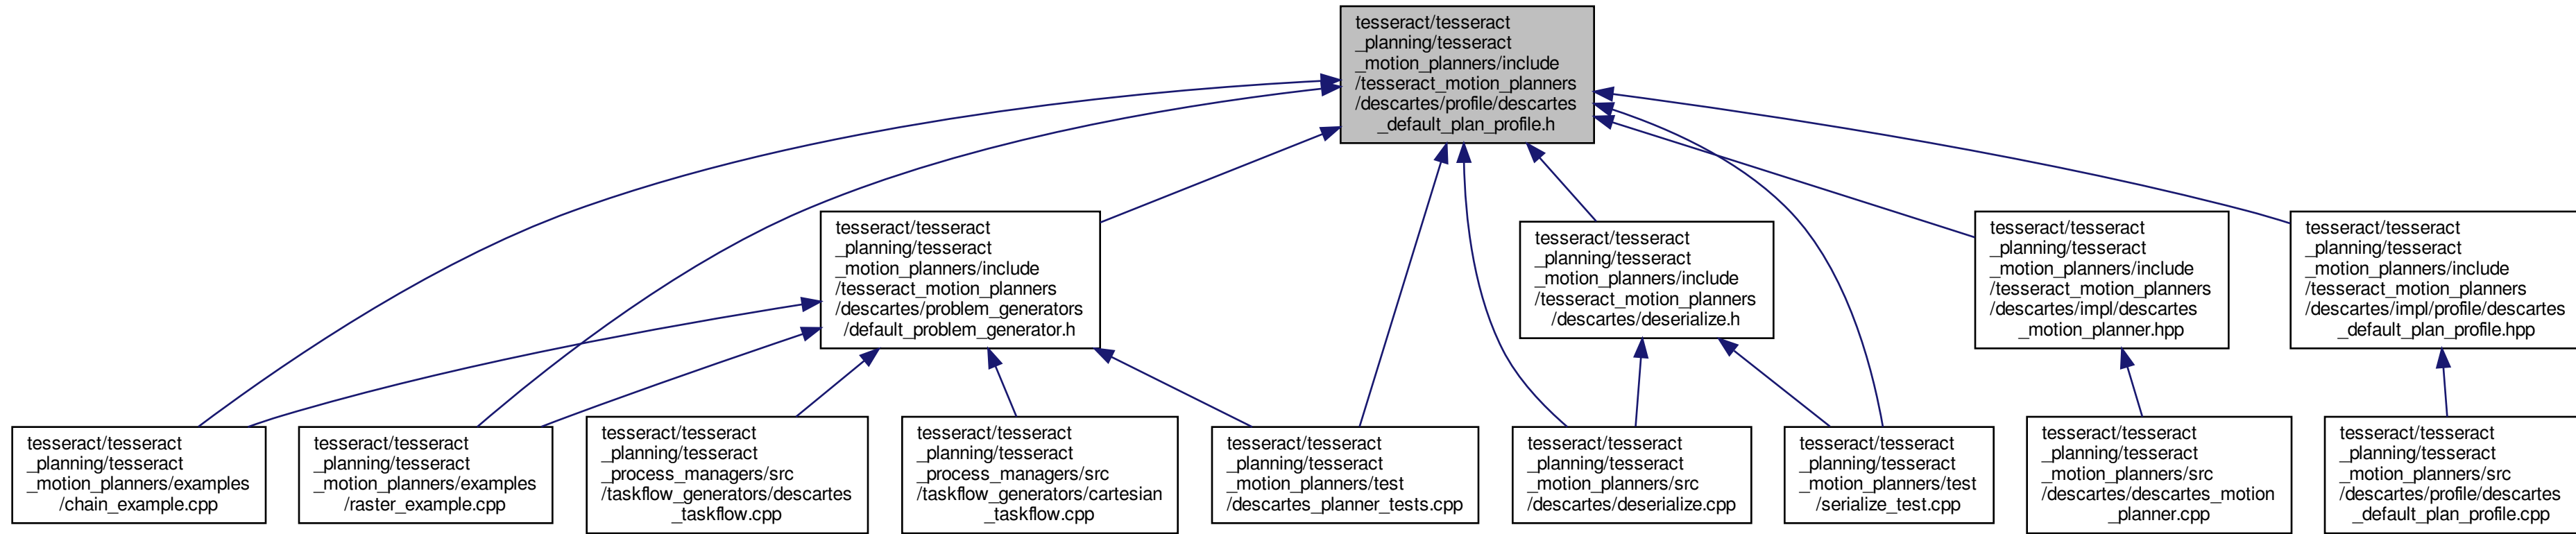 tesseract/tesseract
_planning/tesseract
_motion_planners/include
/tesseract_motion_planners
/descartes/profile/descartes
_default_plan_profile.h
tesseract/tesseract
_planning/tesseract
_motion_planners/include
/tesseract_motion_planners
/descartes/problem_generators
/default_problem_generator.h
tesseract/tesseract
_planning/tesseract
_motion_planners/include
/tesseract_motion_planners
/descartes/deserialize.h
tesseract/tesseract
_planning/tesseract
_motion_planners/include
/tesseract_motion_planners
/descartes/impl/descartes
_motion_planner.hpp
tesseract/tesseract
_planning/tesseract
_motion_planners/include
/tesseract_motion_planners
/descartes/impl/profile/descartes
_default_plan_profile.hpp
tesseract/tesseract
_planning/tesseract
_motion_planners/examples
/chain_example.cpp
tesseract/tesseract
_planning/tesseract
_motion_planners/examples
/raster_example.cpp
tesseract/tesseract
_planning/tesseract
_process_managers/src
/taskflow_generators/descartes
_taskflow.cpp
tesseract/tesseract
_planning/tesseract
_process_managers/src
/taskflow_generators/cartesian
_taskflow.cpp
tesseract/tesseract
_planning/tesseract
_motion_planners/test
/descartes_planner_tests.cpp
tesseract/tesseract
_planning/tesseract
_motion_planners/src
/descartes/deserialize.cpp
tesseract/tesseract
_planning/tesseract
_motion_planners/test
/serialize_test.cpp
tesseract/tesseract
_planning/tesseract
_motion_planners/src
/descartes/descartes_motion
_planner.cpp
tesseract/tesseract
_planning/tesseract
_motion_planners/src
/descartes/profile/descartes
_default_plan_profile.cpp